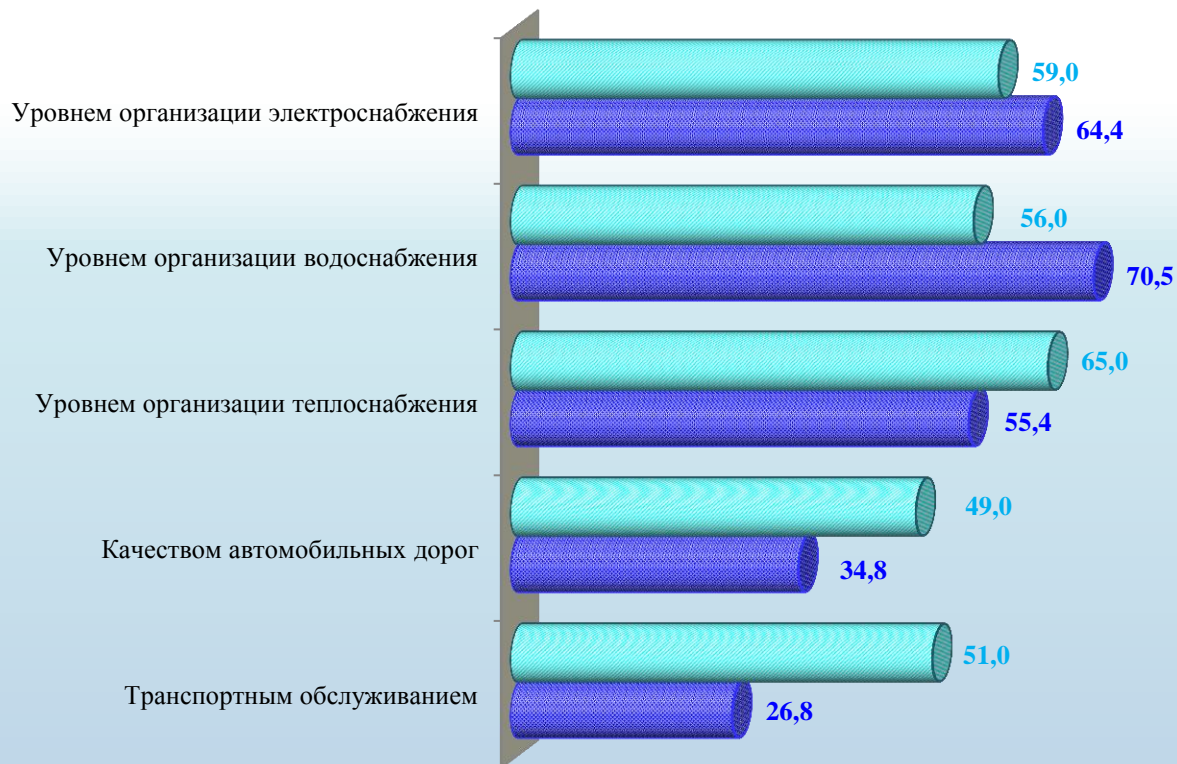 59,0
Уровнем организации электроснабжения
64,4
56,0
Уровнем организации водоснабжения
70,5
65,0
Уровнем организации теплоснабжения
55,4
49,0
Качеством автомобильных дорог
34,8
51,0
Транспортным обслуживанием
26,8